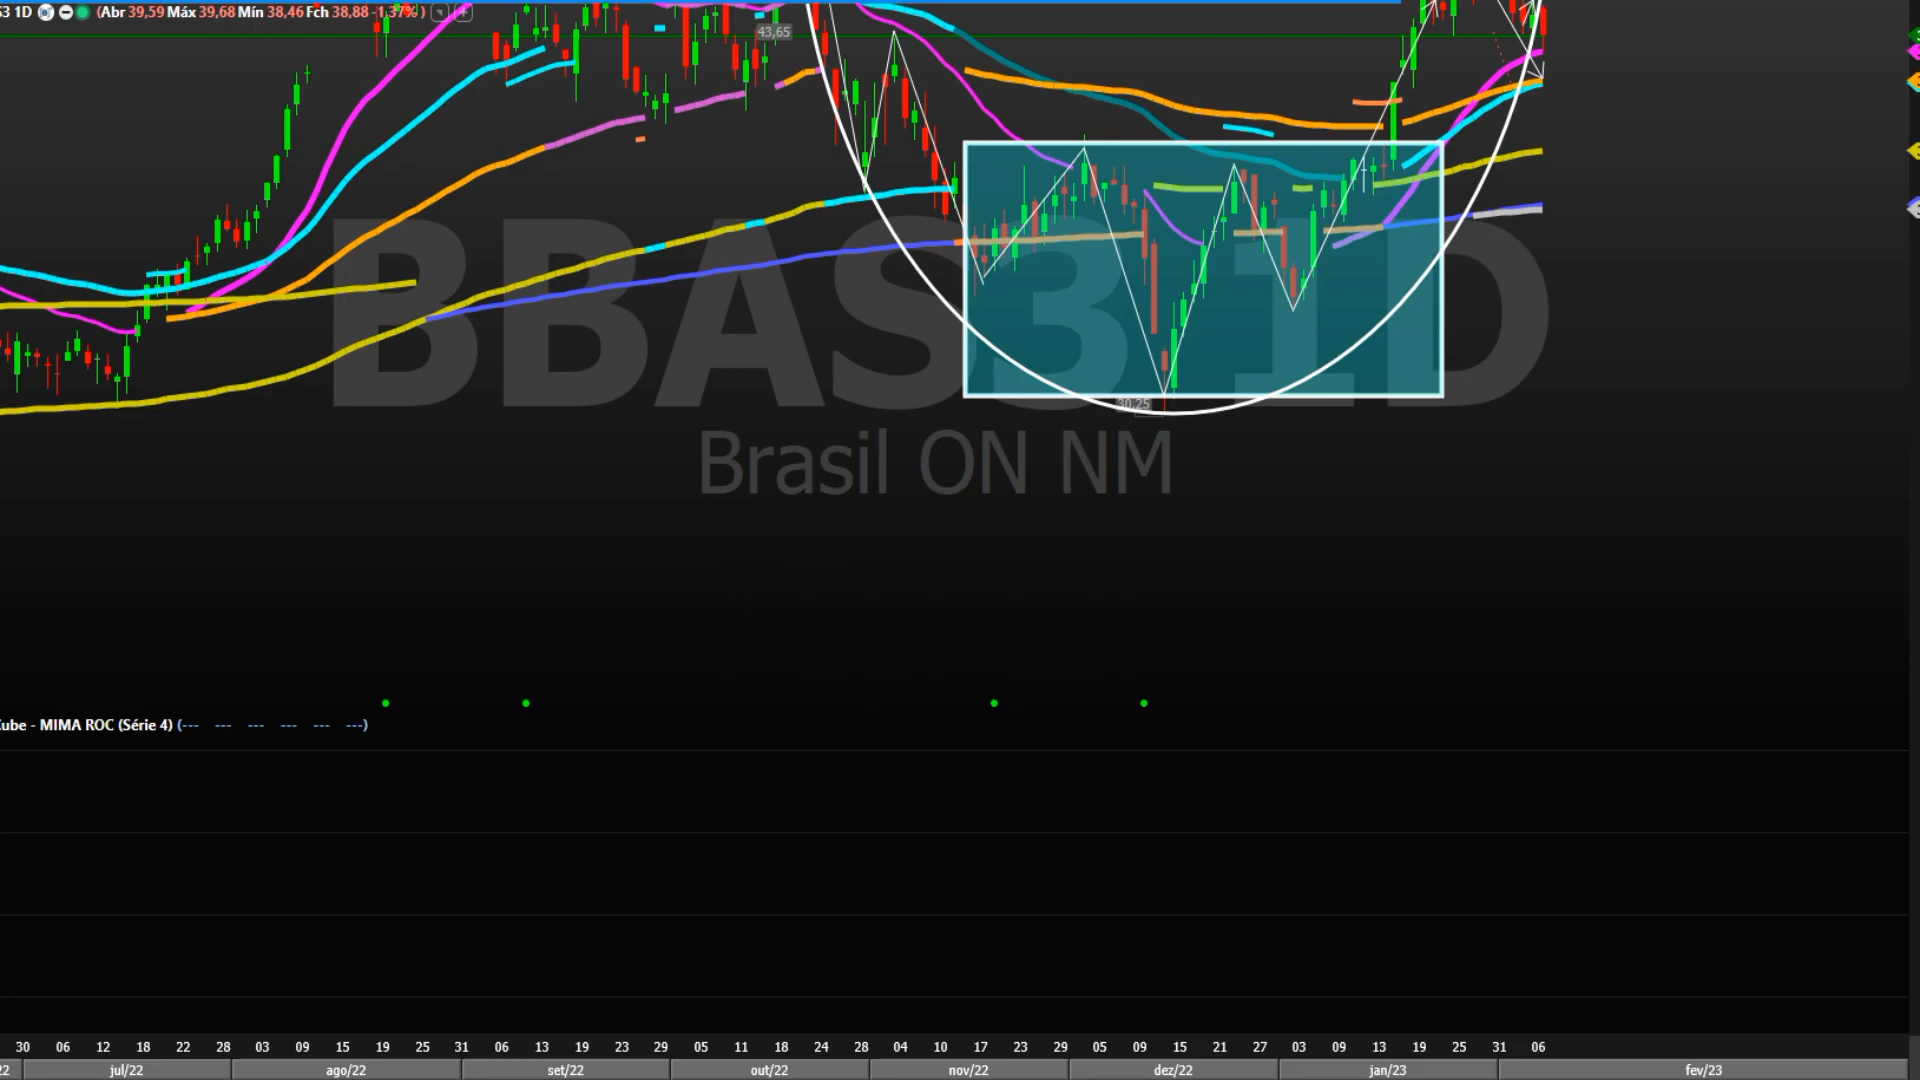 S3 1D (Abr 39,59 Máx 39,68 Mín 38,46 Fch 38,88 -1,37% )
43,65
BBAS3 1D
30,25
Brasil ON NM
Cube - MIMA ROC (Série 4) (--- --- --- --- --- ---)
30 06 12 18 22 28 03 09 15 19 25 31 06 13 19 23 29 05 11 18 24 28 04 10 17 23 29 05 09 15 21 27 03 09 13 19 25 31 06
22 jul/22 ago/22 set/22 out/22 nov/22 dez/22 jan/23 fev/23